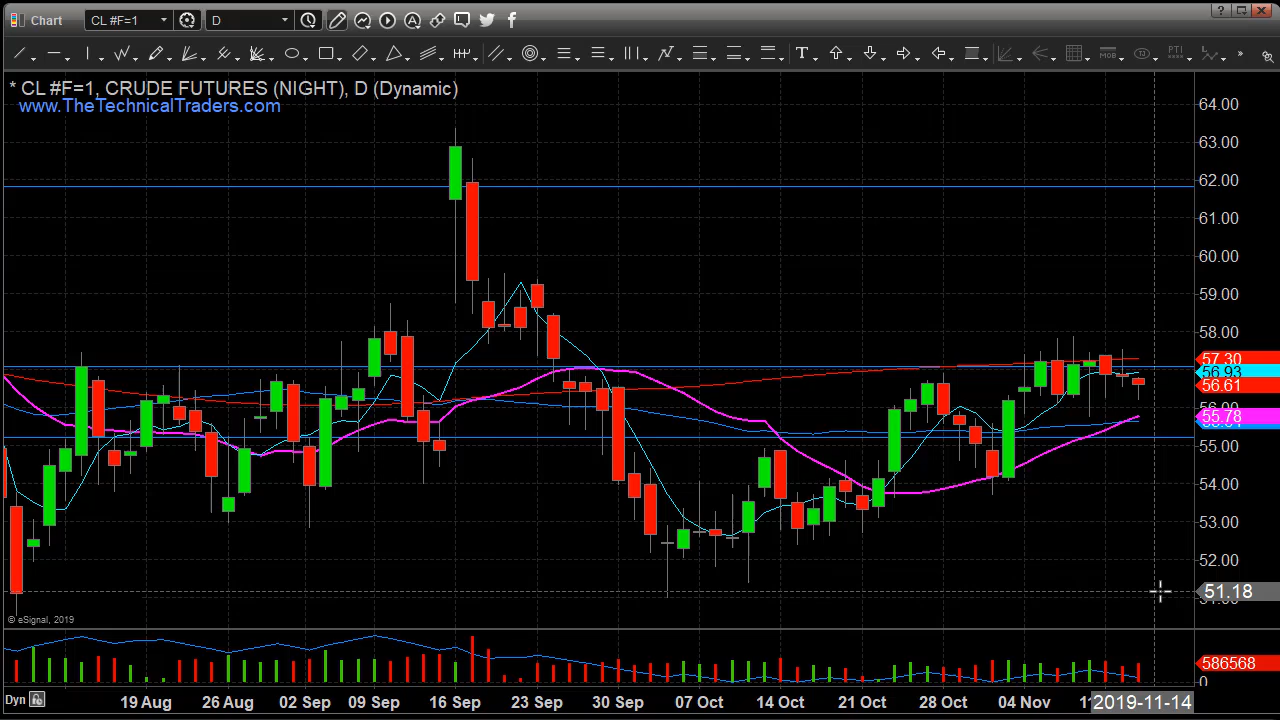 Chart CL #F=1 D
T
MOB PTI
* CL #F=1, CRUDE FUTURES (NIGHT), D (Dynamic)
www.TheTechnicalTraders.com
64.00
63.00
62.00
61.00
60.00
59.00
58.00
57.30
56.93
56.61
55.78
55.00
54.00
53.00
52.00
51.18
© eSignal, 2019
586568
0
Dyn 19 Aug 26 Aug 02 Sep 09 Sep 16 Sep 23 Sep 30 Sep 07 Oct 14 Oct 21 Oct 28 Oct 04 Nov 2019-11-14